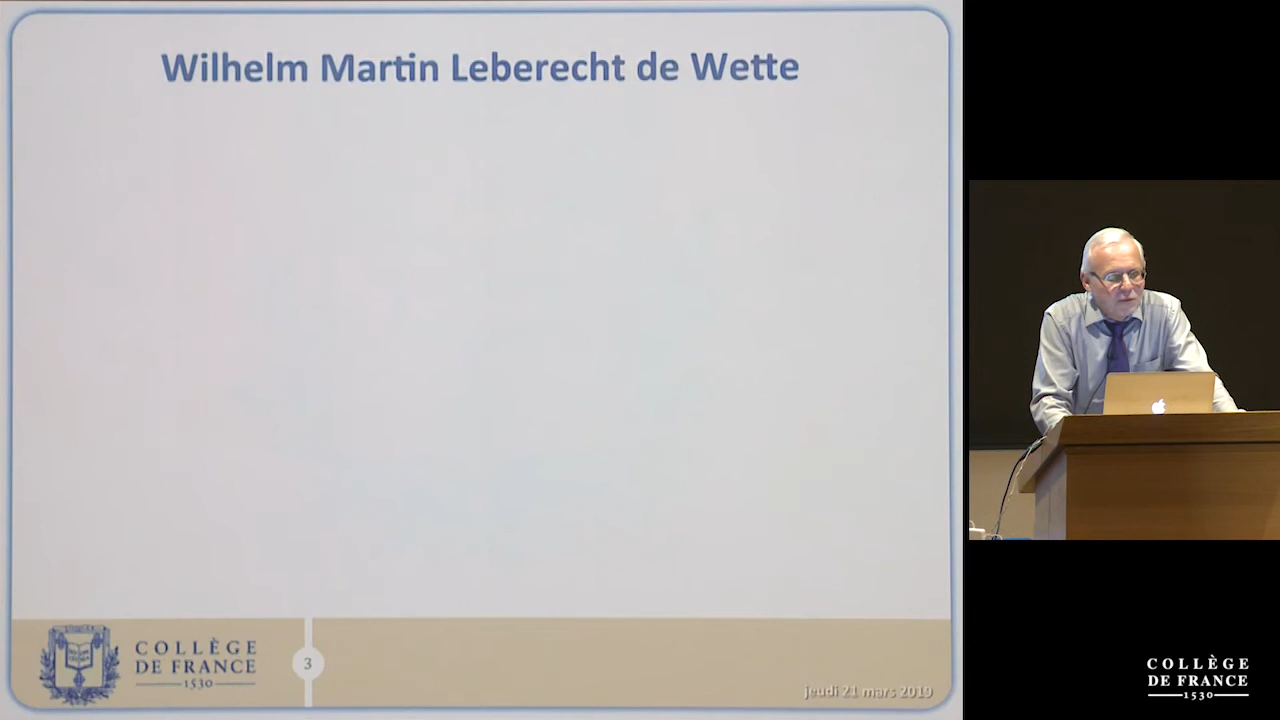 Wilhelm Martin Leberecht de Wette
COLLÈGE
DE FRANCE
1530
3
jeudi 21 mars 2019
COLLÈGE
DE FRANCE
1530